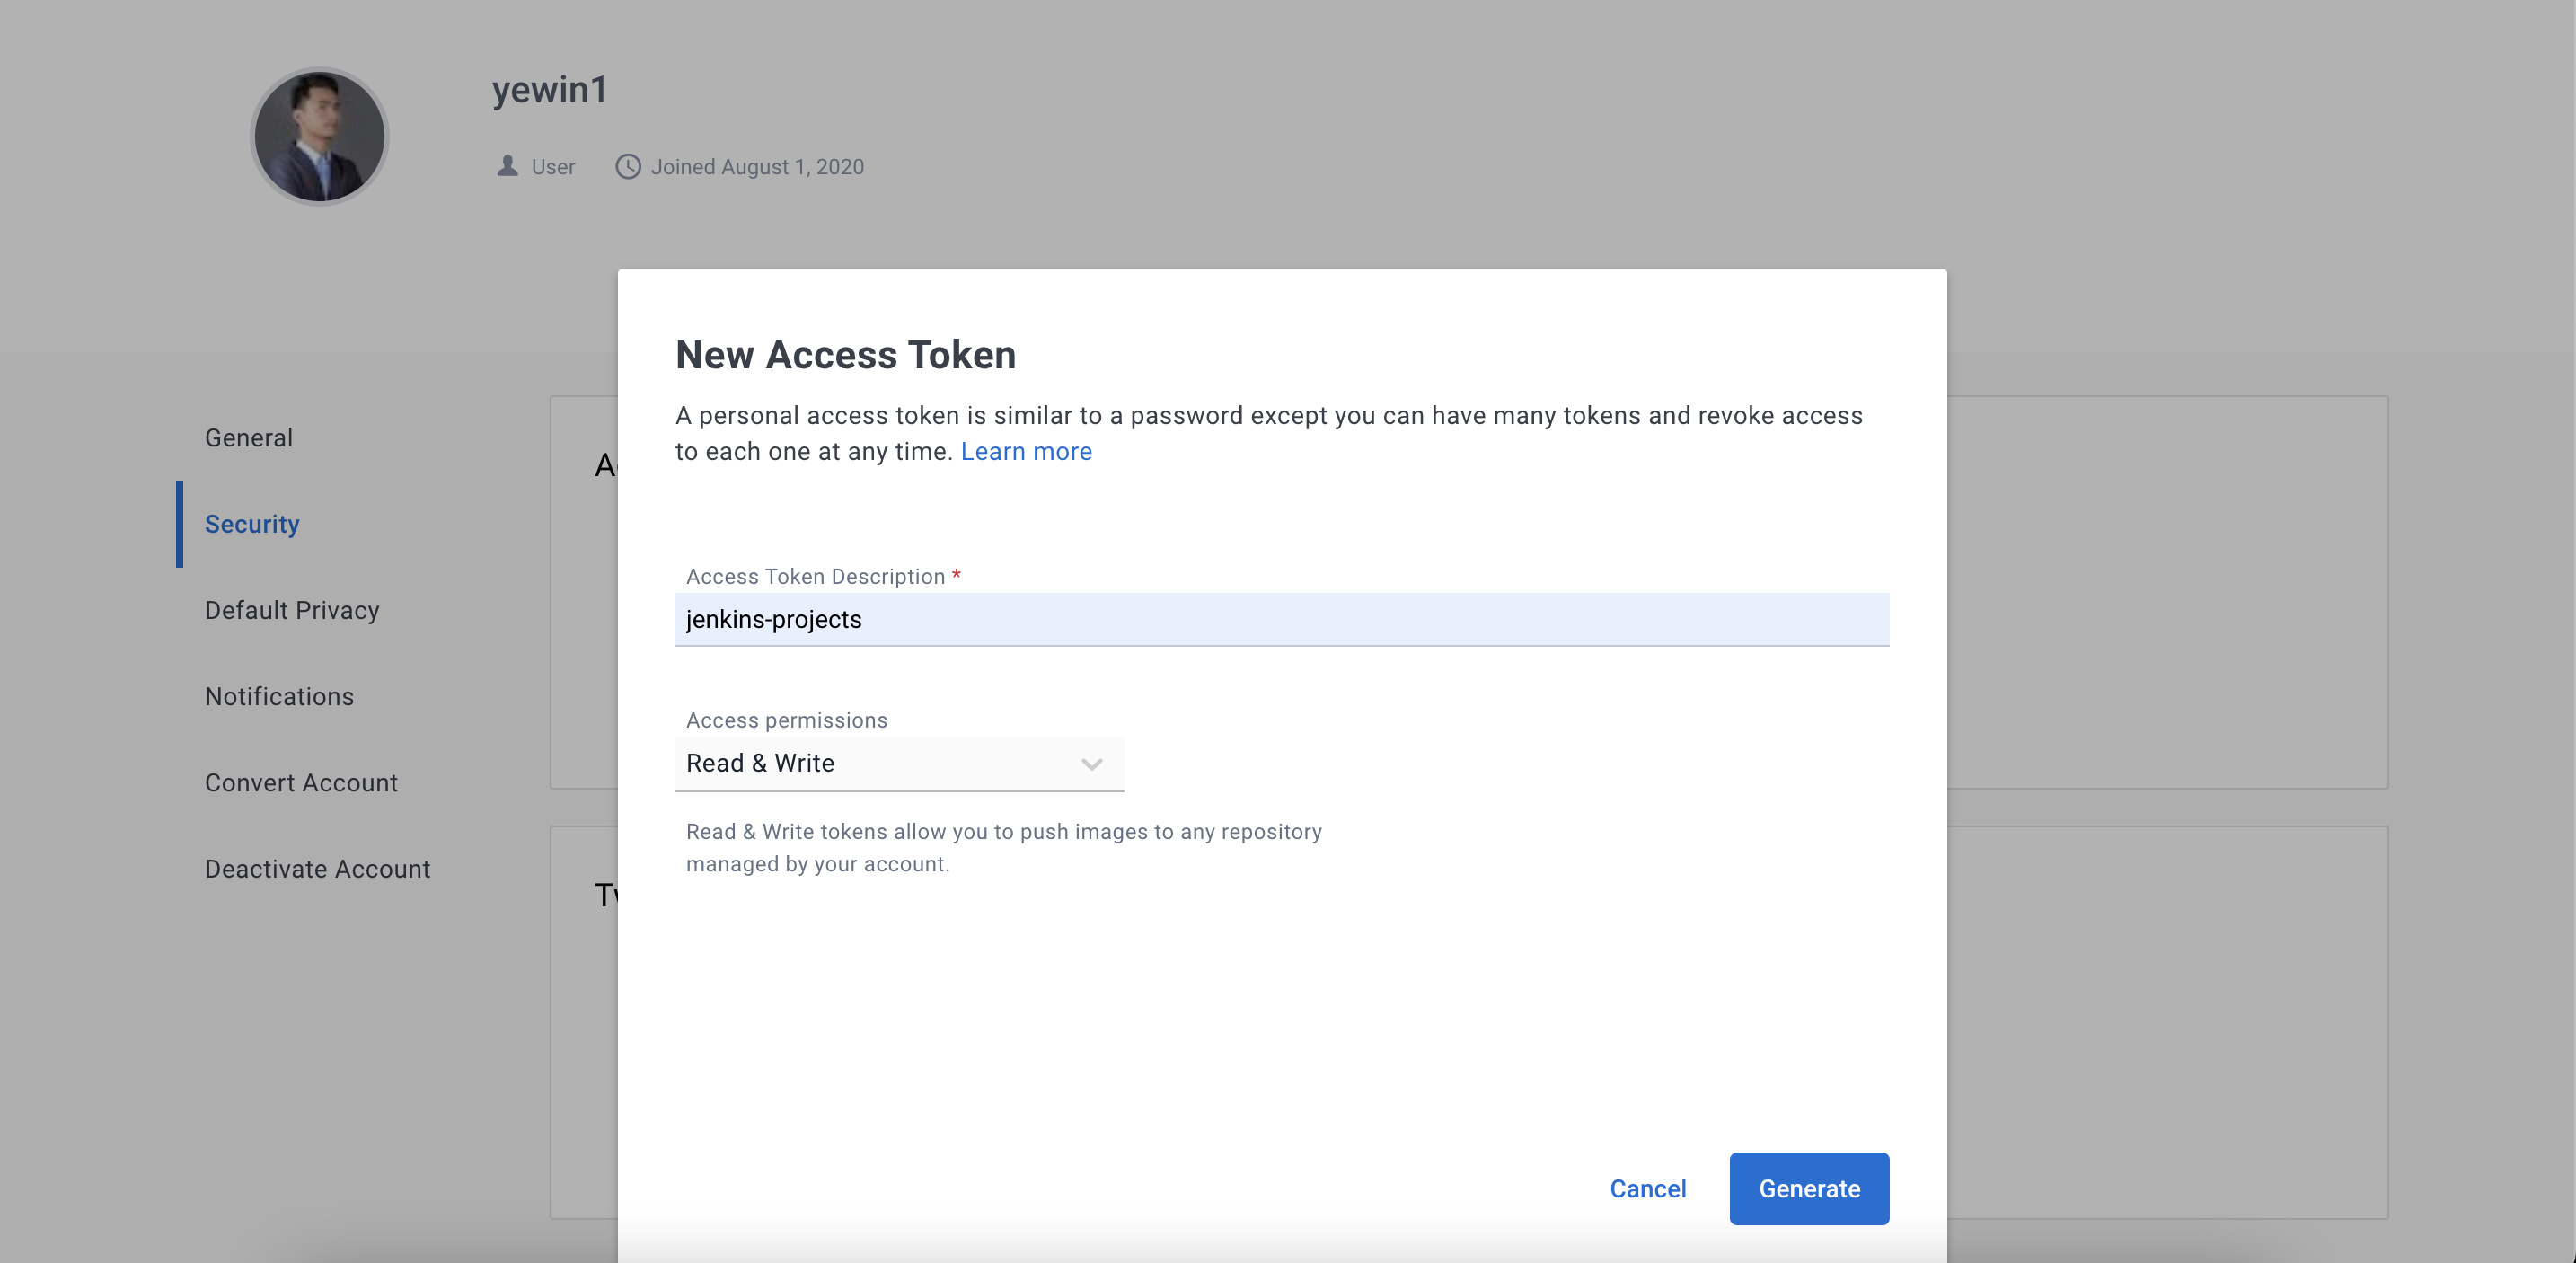 yewin1
User
Joined August 1, 2020
General
Security
Default Privacy
Notifications
Convert Account
Deactivate Account
New Access Token
A personal access token is similar to a password except you can have many tokens and revoke access
to each one at any time. Learn more
Access Token Description *
jenkins-projects
Access permissions
Read & Write
Read & Write tokens allow you to push images to any repository
managed by your account.
Cancel
Generate